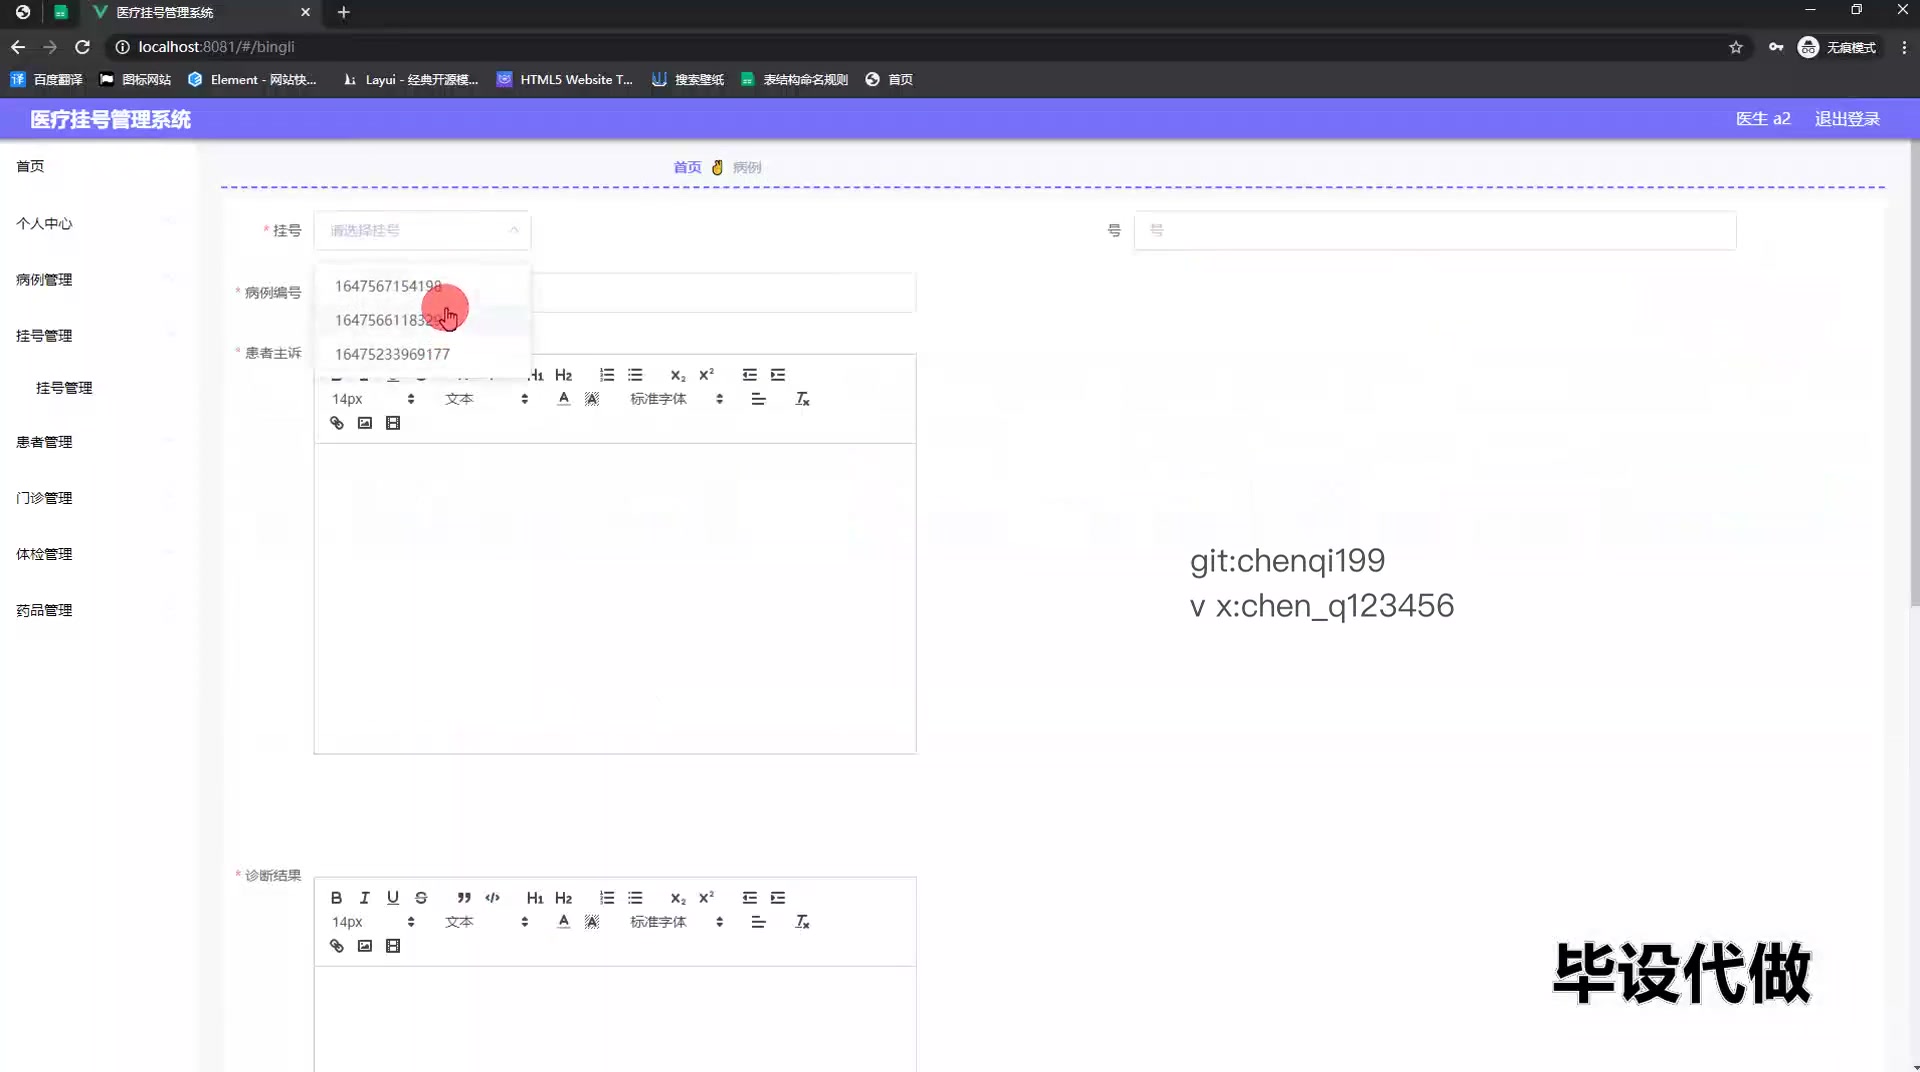 医疗挂号管理系统
localhost:8081/#/bingli
无痕模式
百度翻译
图标网站
Element - 网站快...
Layui - 经典开源模...
HTML5 Website T...
搜索壁纸
表结构命名规则
首页
医疗挂号管理系统
医生 a2
退出登录
首页
个人中心
病例管理
挂号管理
挂号管理
患者管理
门诊管理
体检管理
药品管理
首页
病例
* 挂号
请选择挂号
号
号
1647567154198
16475233969177
* 病例编号
* 患者主诉
H1 H2
14px
文本
标准字体
git:chenqi199
v x:chen_q123456
* 诊断结果
B I U S
H1 H2
14px
文本
标准字体
毕设代做